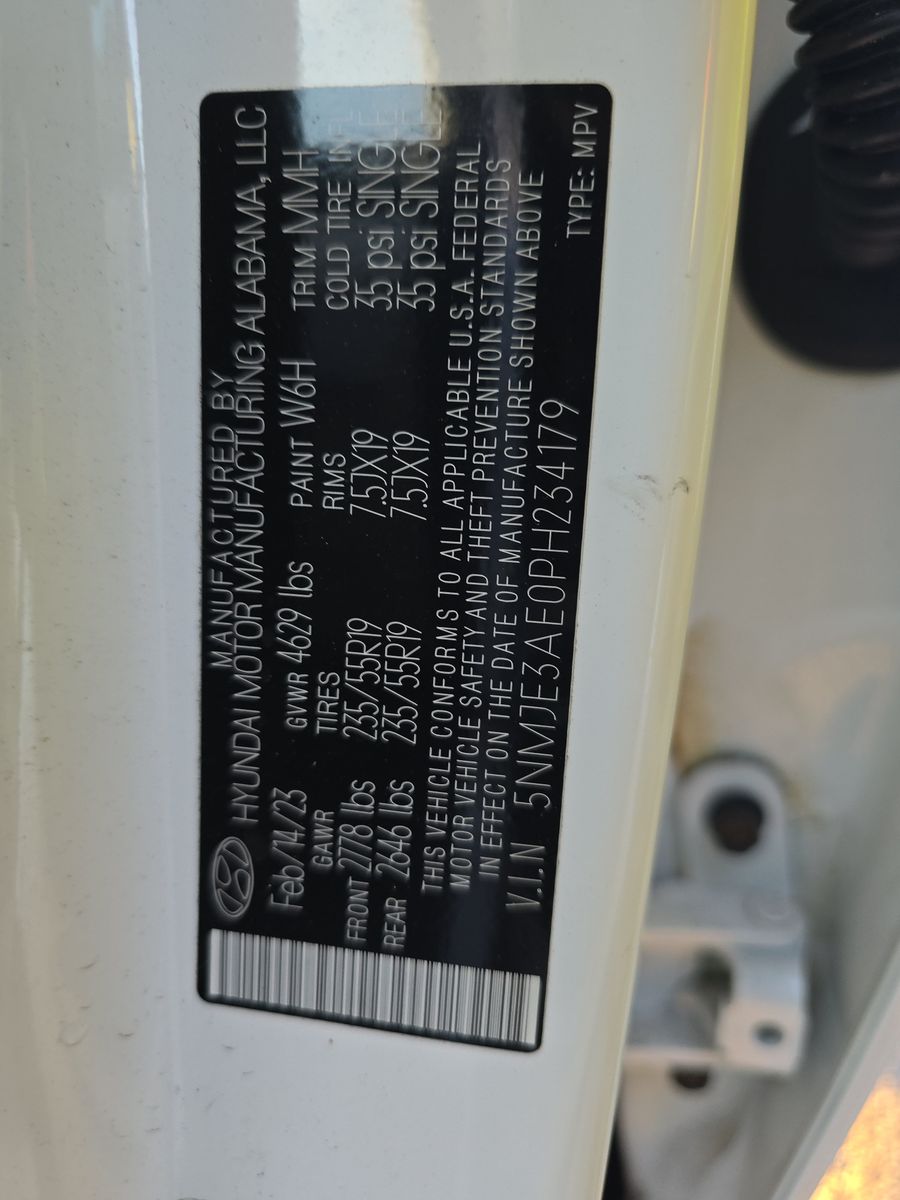 MANUFACTURED BY
HYUNDAI MOTOR MANUFACTURING ALABAMA, LLC
Feb/14/23 GVWR 4629 lbs PAINT W6H TRIM MMH
GAWR TIRES RIMS COLD TIRE INFL
FRONT 2778 lbs 235/55R19 7.5JX19 35 psi SINGLE
REAR 2646 lbs 235/55R19 7.5JX19 35 psi SINGLE
THIS VEHICLE CONFORMS TO ALL APPLICABLE U.S.A. FEDERAL
MOTOR VEHICLE SAFETY AND THEFT PREVENTION STANDARDS
IN EFFECT ON THE DATE OF MANUFACTURE SHOWN ABOVE
V.I.N 5NMJE3AE0PH234179 TYPE: MPV